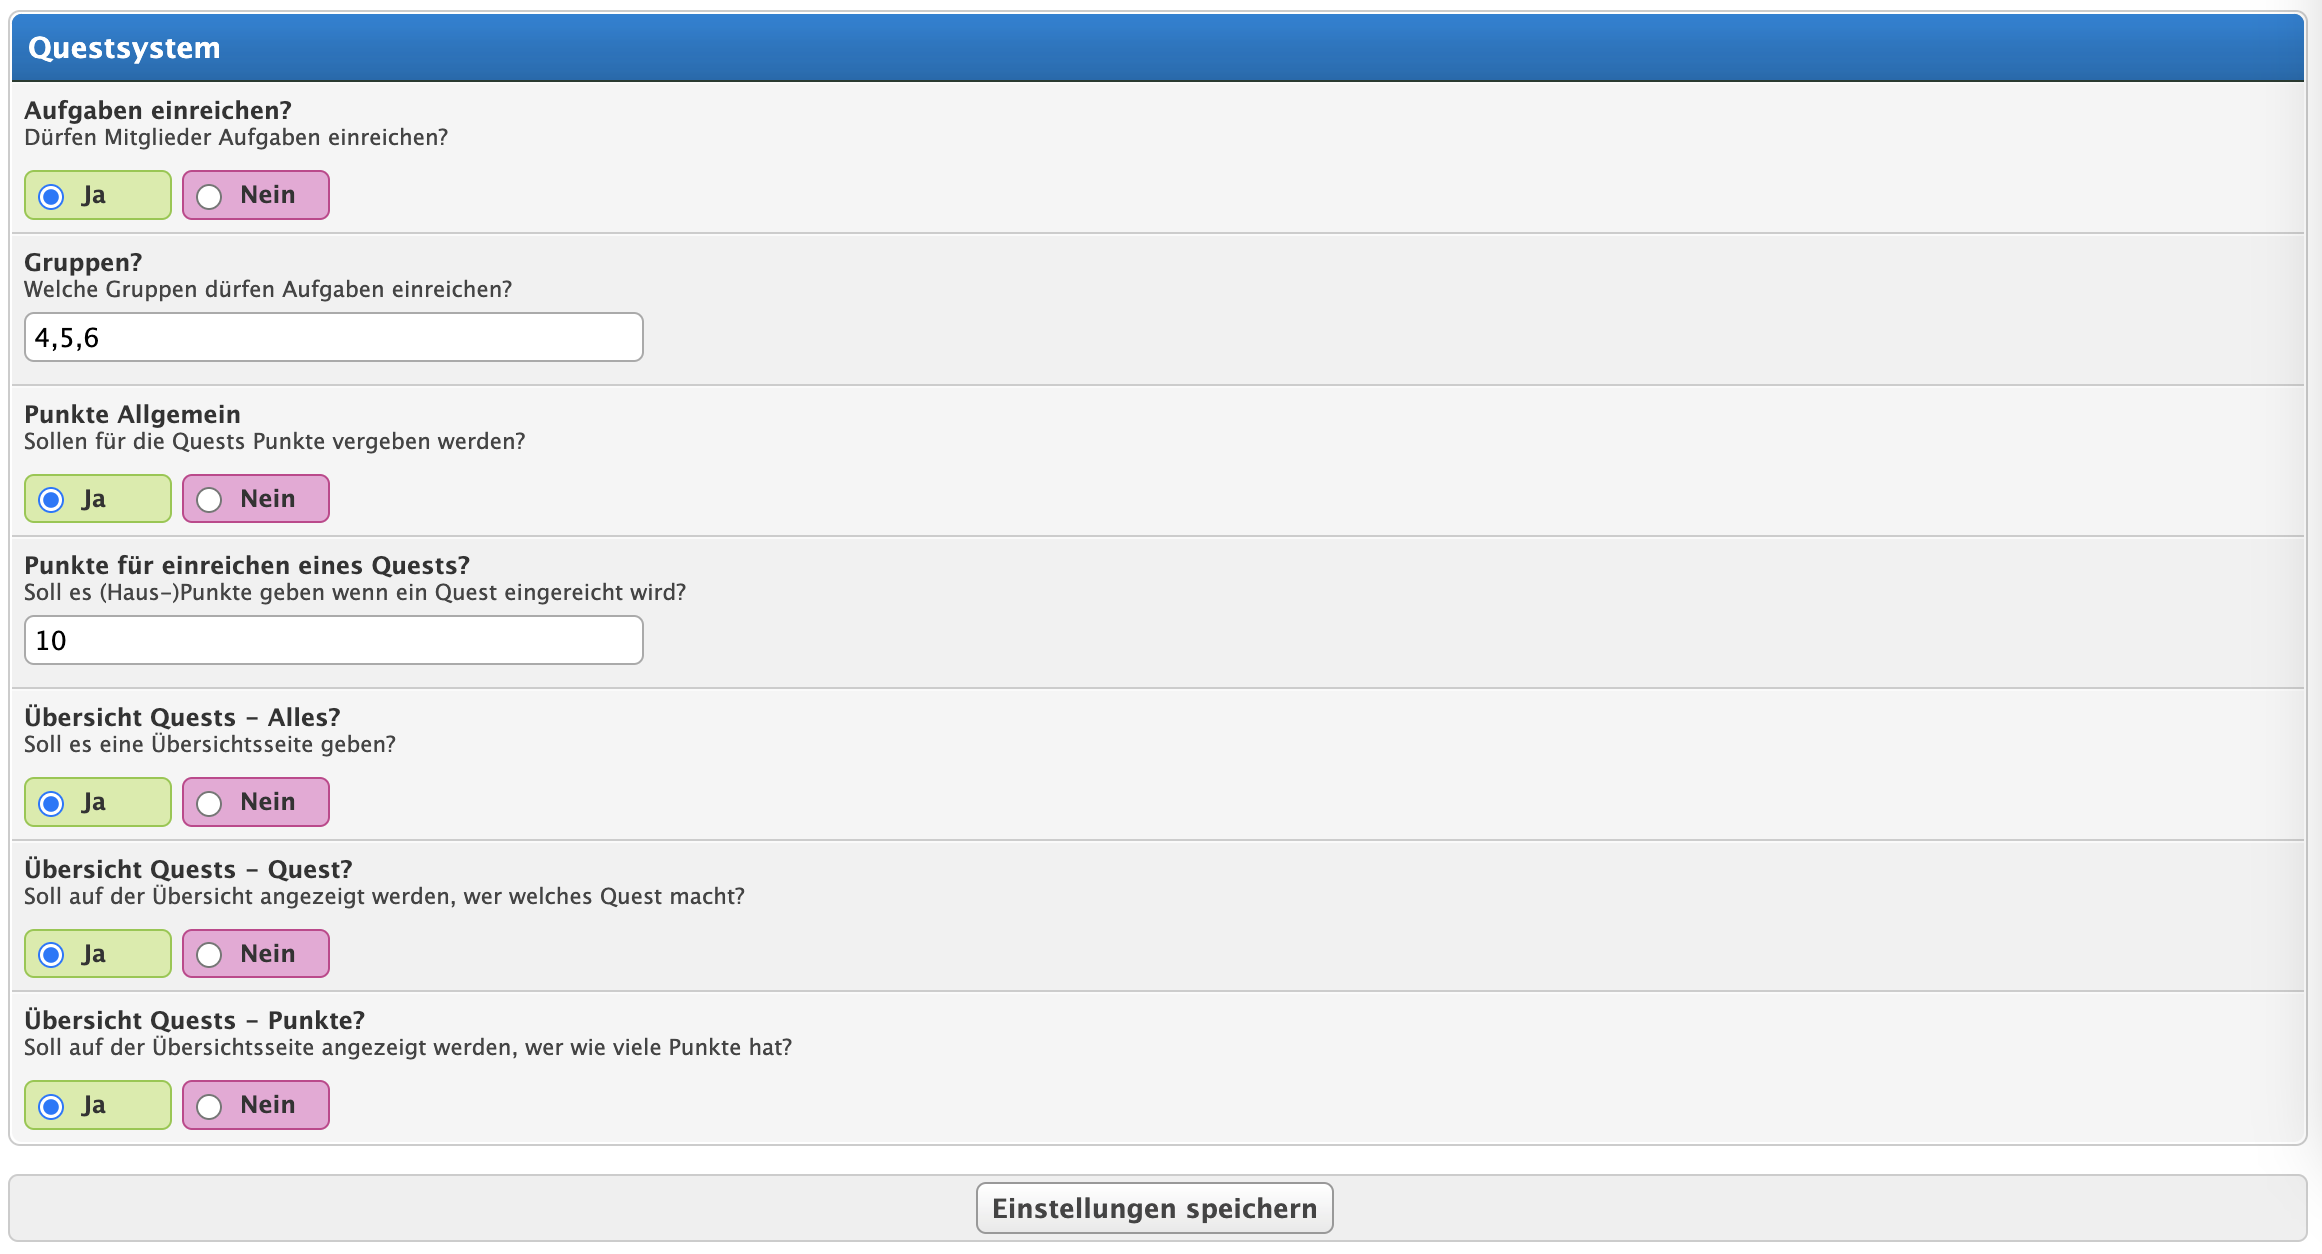 Questsystem
Aufgaben einreichen?
Dürfen Mitglieder Aufgaben einreichen?
Ja Nein
Gruppen?
Welche Gruppen dürfen Aufgaben einreichen?
4,5,6
Punkte Allgemein
Sollen für die Quests Punkte vergeben werden?
Ja Nein
Punkte für einreichen eines Quests?
Soll es (Haus-)Punkte geben wenn ein Quest eingereicht wird?
10
Übersicht Quests - Alles?
Soll es eine Übersichtsseite geben?
Ja Nein
Übersicht Quests - Quest?
Soll auf der Übersicht angezeigt werden, wer welches Quest macht?
Ja Nein
Übersicht Quests - Punkte?
Soll auf der Übersichtsseite angezeigt werden, wer wie viele Punkte hat?
Ja Nein
Einstellungen speichern